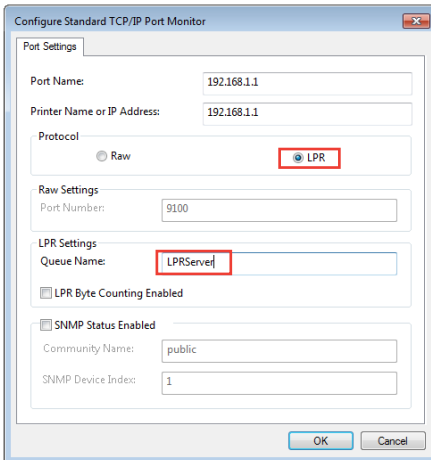 Configure Standard TCP/IP Port Monitor
Port Settings
Port Name: 192.168.1.1
Printer Name or IP Address: 192.168.1.1
Protocol
Raw LPR
Raw Settings
Port Number: 9100
LPR Settings
Queue Name: LPRServer
LPR Byte Counting Enabled
SNMP Status Enabled
Community Name: public
SNMP Device Index: 1
OK Cancel